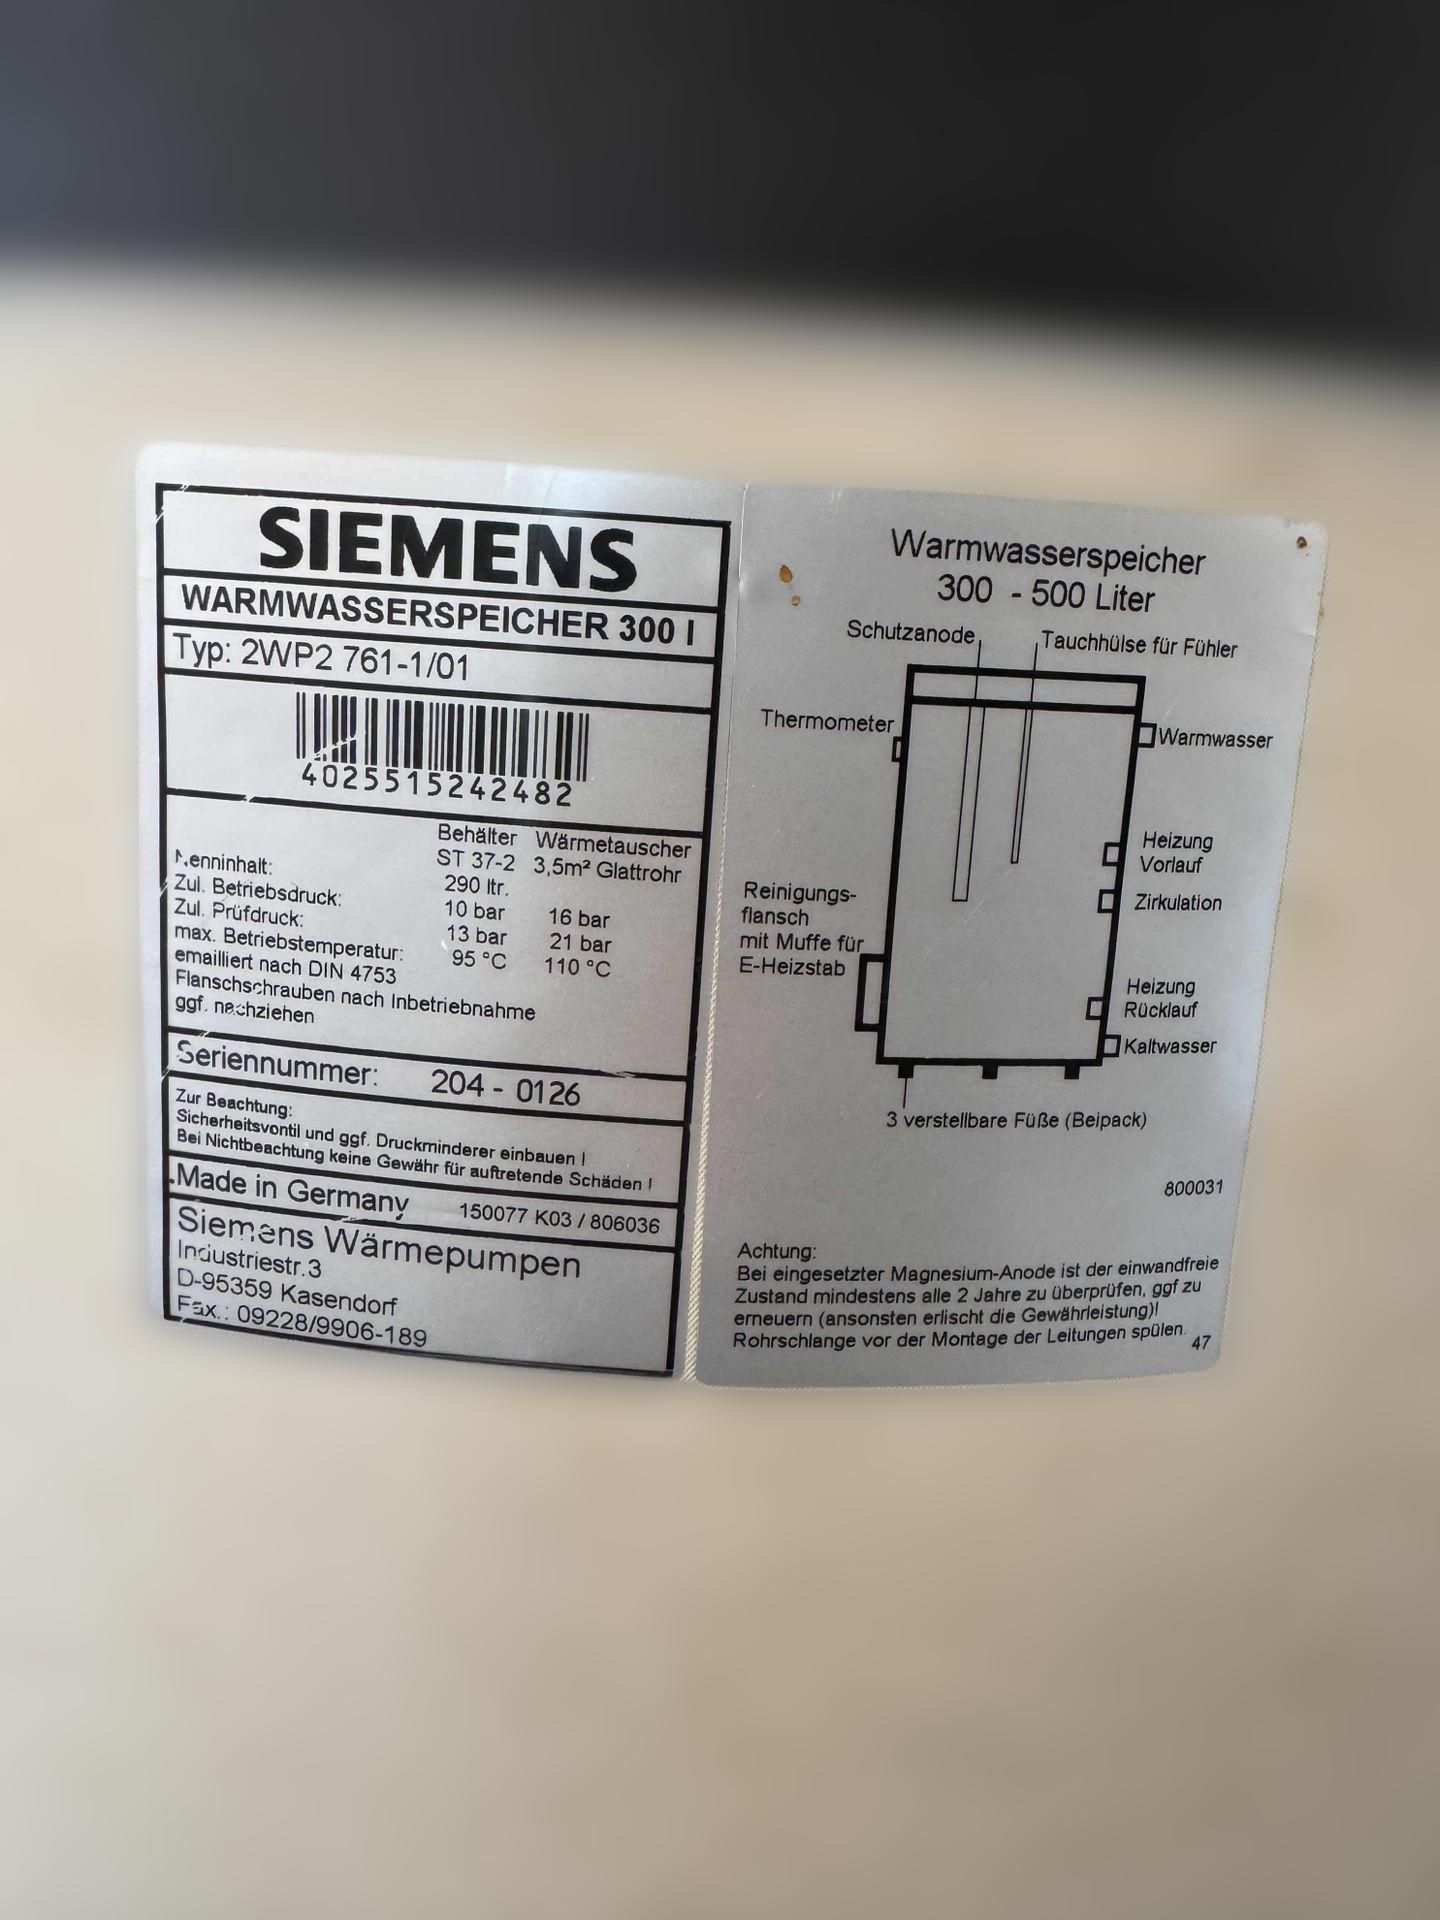 SIEMENS
WARMWASSERSPEICHER 300 l
Typ: 2WP2 761-1/01
4025515242482
Behälter Wärmetauscher
ST 37-2 3,5m² Glattrohr
Nenninhalt: 290 ltr.
Zul. Betriebsdruck: 10 bar 16 bar
Zul. Prüfdruck: 13 bar 21 bar
max. Betriebstemperatur: 95 °C 110 °C
emailliert nach DIN 4753
Flanschschrauben nach Inbetriebnahme
ggf. nachziehen
Seriennummer: 204 - 0126
Zur Beachtung:
Sicherheitsvontil und ggf. Druckminderer einbauen !
Bei Nichtbeachtung keine Gewähr für auftretende Schäden !
Made in Germany 150077 K03 / 806036
Siemens Wärmepumpen
Industriestr.3
D-95359 Kasendorf
Fax.: 09228/9906-189
Warmwasserspeicher
300 - 500 Liter
Schutzanode
Tauchhülse für Fühler
Thermometer
Warmwasser
Heizung
Vorlauf
Reinigungs-
flansch
mit Muffe für
E-Heizstab
Zirkulation
Heizung
Rücklauf
Kaltwasser
3 verstellbare Füße (Beipack)
800031
Achtung:
Bei eingesetzter Magnesium-Anode ist der einwandfreie
Zustand mindestens alle 2 Jahre zu überprüfen, ggf zu
erneuern (ansonsten erlischt die Gewährleistung)!
Rohrschlange vor der Montage der Leitungen spülen.
47